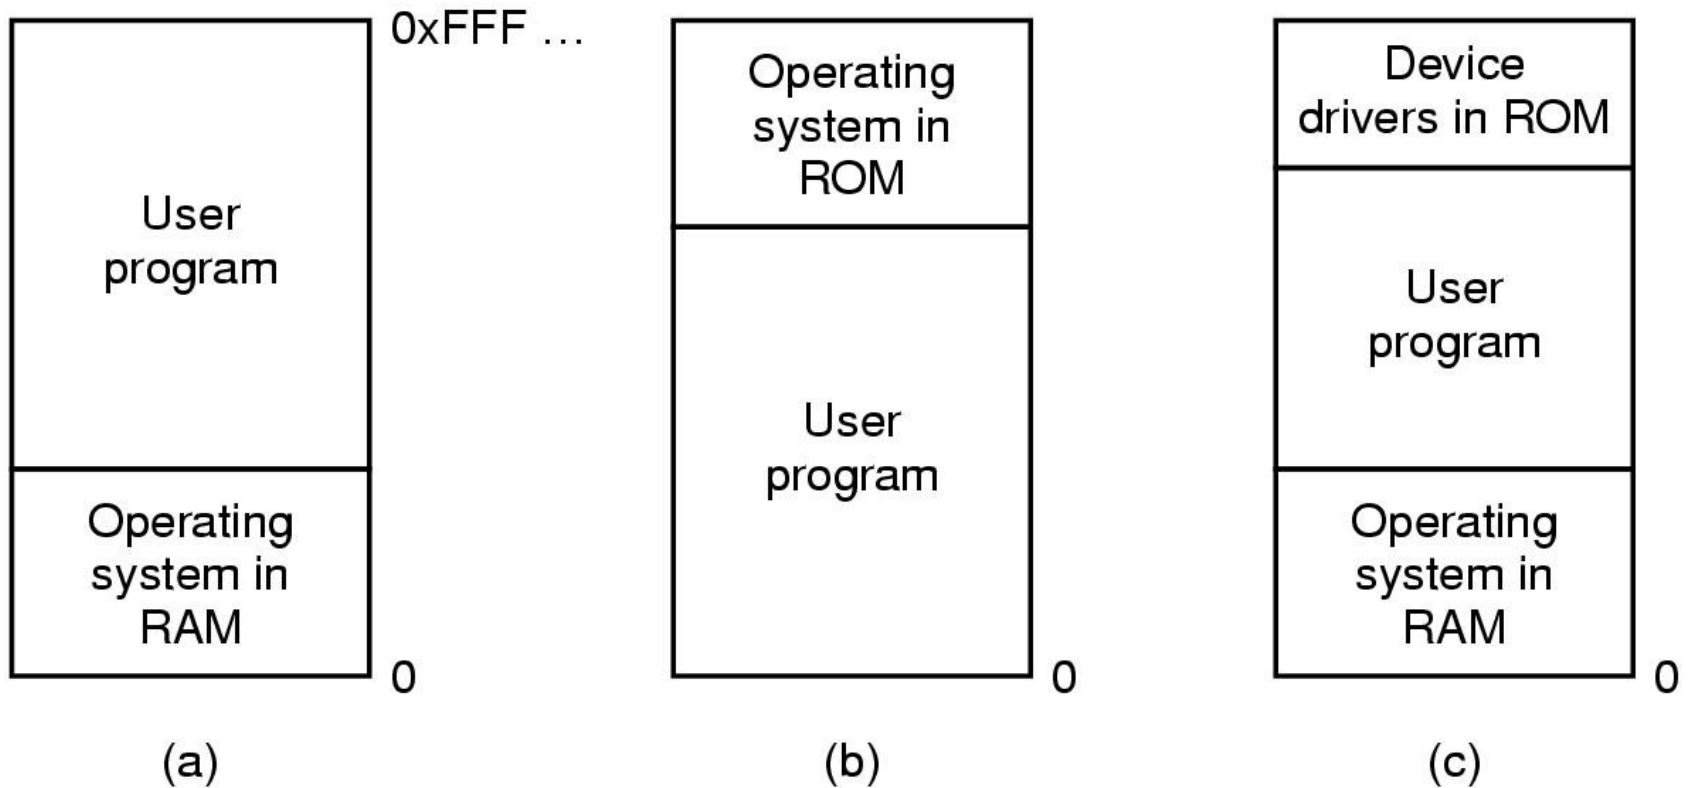 0xFFF ...
User
program
Operating
system in
RAM
0
(a)
Operating
system in
ROM
User
program
0
(b)
Device
drivers in ROM
User
program
Operating
system in
RAM
0
(c)